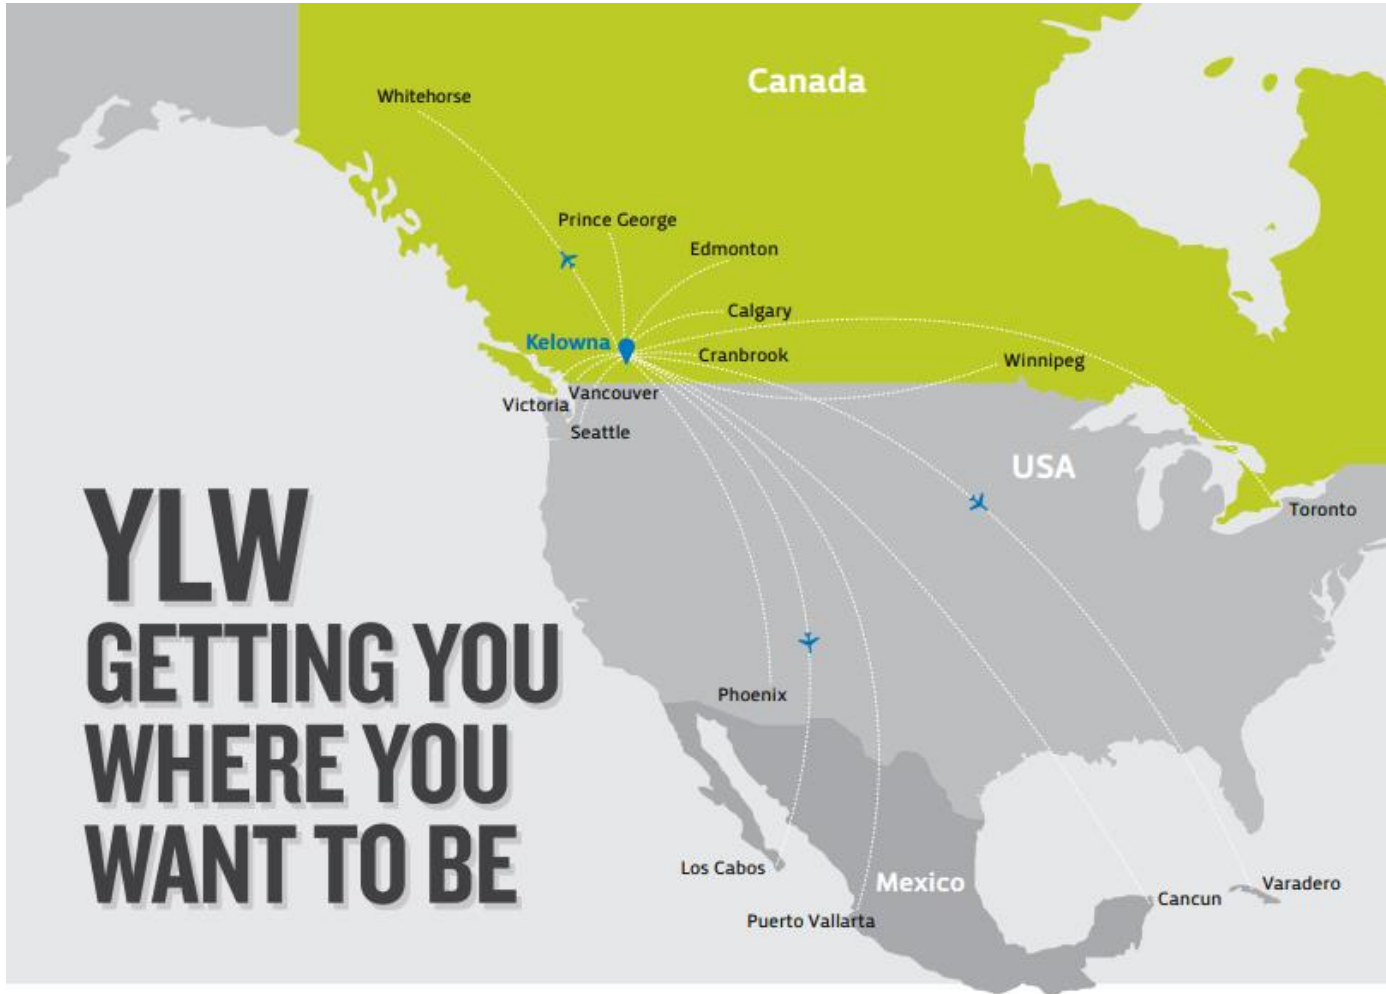 Canada
Whitehorse
Prince George
Edmonton
Calgary
Kelowna
Cranbrook
Winnipeg
Vancouver
Victoria
Seattle
USA
Toronto
YLW
GETTING YOU
WHERE YOU
WANT TO BE
Phoenix
Los Cabos
Mexico
Varadero
Cancun
Puerto Vallarta